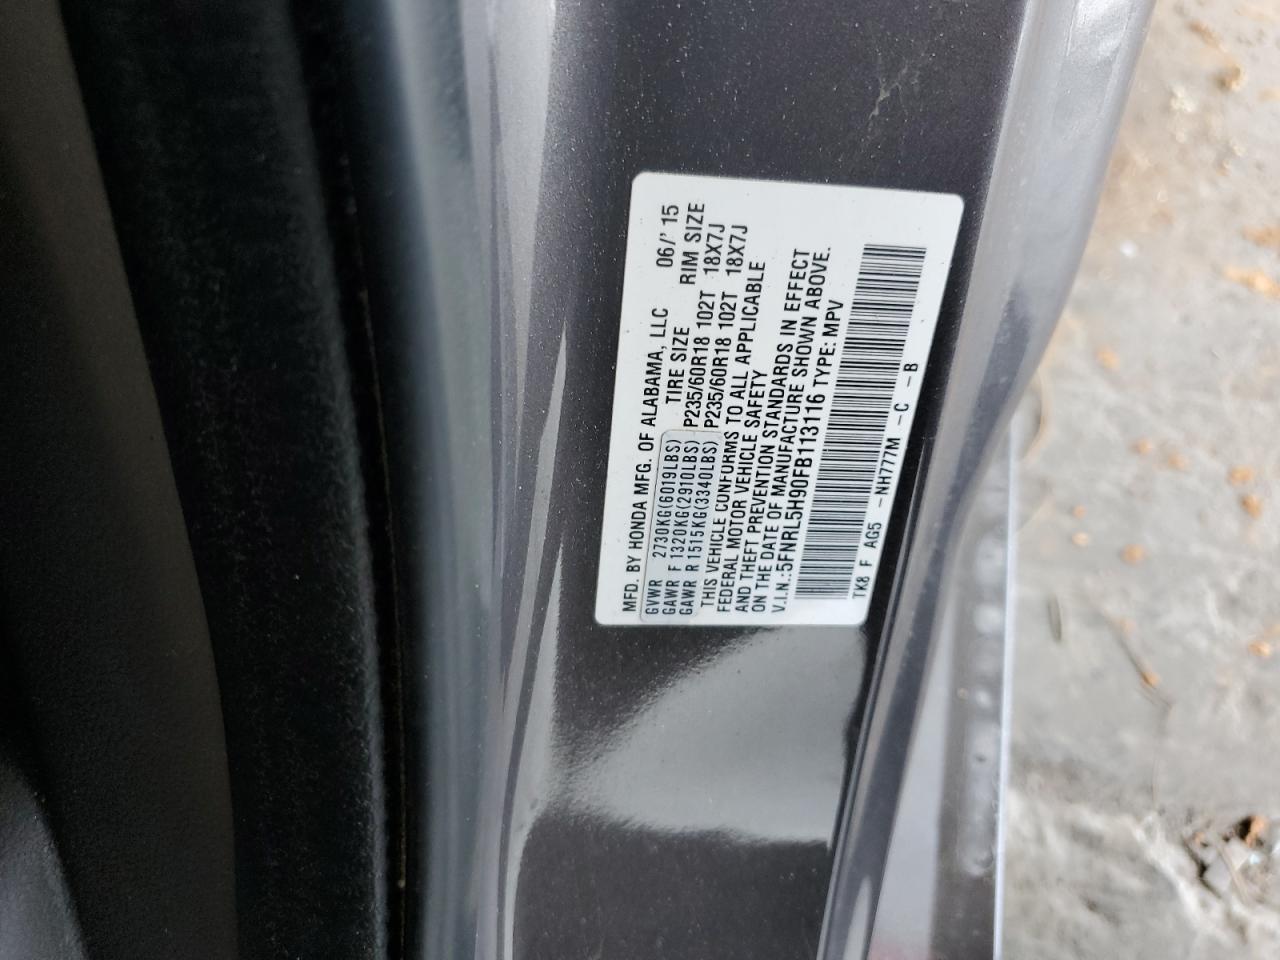 MFD. BY HONDA MFG. OF ALABAMA, LLC 06/' 15
GVWR 2730KG(6019LBS) TIRE SIZE RIM SIZE
GAWR F 1320KG(2910LBS) P235/60R18 102T 18X7J
GAWR R 1515KG(3340LBS) P235/60R18 102T 18X7J
THIS VEHICLE CONFORMS TO ALL APPLICABLE
FEDERAL MOTOR VEHICLE SAFETY
AND THEFT PREVENTION STANDARDS IN EFFECT
ON THE DATE OF MANUFACTURE SHOWN ABOVE.
V.I.N.:5FNRL5H90FB113116 TYPE: MPV
TK8 F AG5 -NH777M -C -B